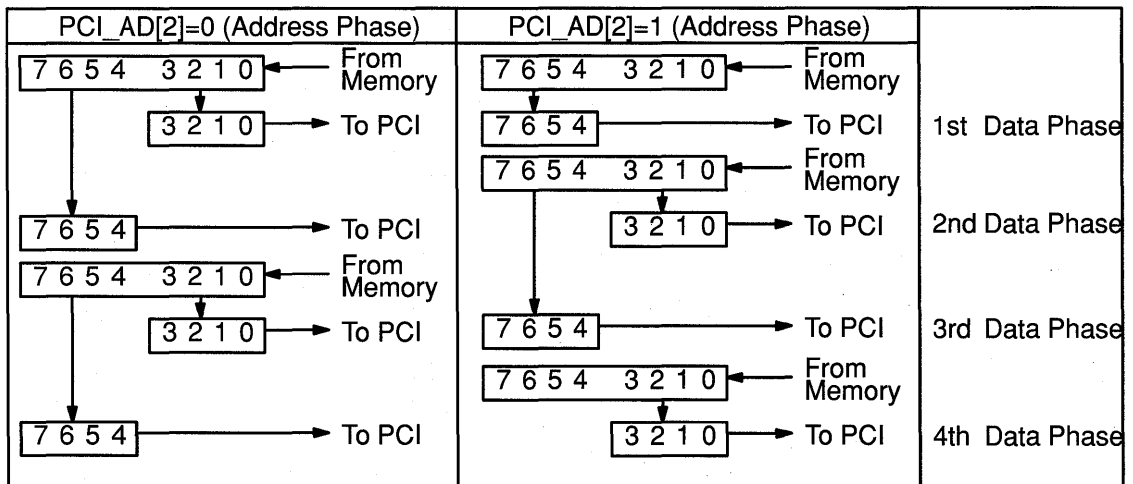 PCI_AD[2]=0 (Address Phase) PCI_AD[2]=1 (Address Phase)
7 6 5 4 3 2 1 0 From Memory 7 6 5 4 3 2 1 0 From Memory
3 2 1 0 To PCI 7 6 5 4 To PCI 1st Data Phase
7 6 5 4 3 2 1 0 From Memory
7 6 5 4 To PCI 3 2 1 0 To PCI 2nd Data Phase
7 6 5 4 3 2 1 0 From Memory
3 2 1 0 To PCI 7 6 5 4 To PCI 3rd Data Phase
7 6 5 4 3 2 1 0 From Memory
7 6 5 4 To PCI 3 2 1 0 To PCI 4th Data Phase